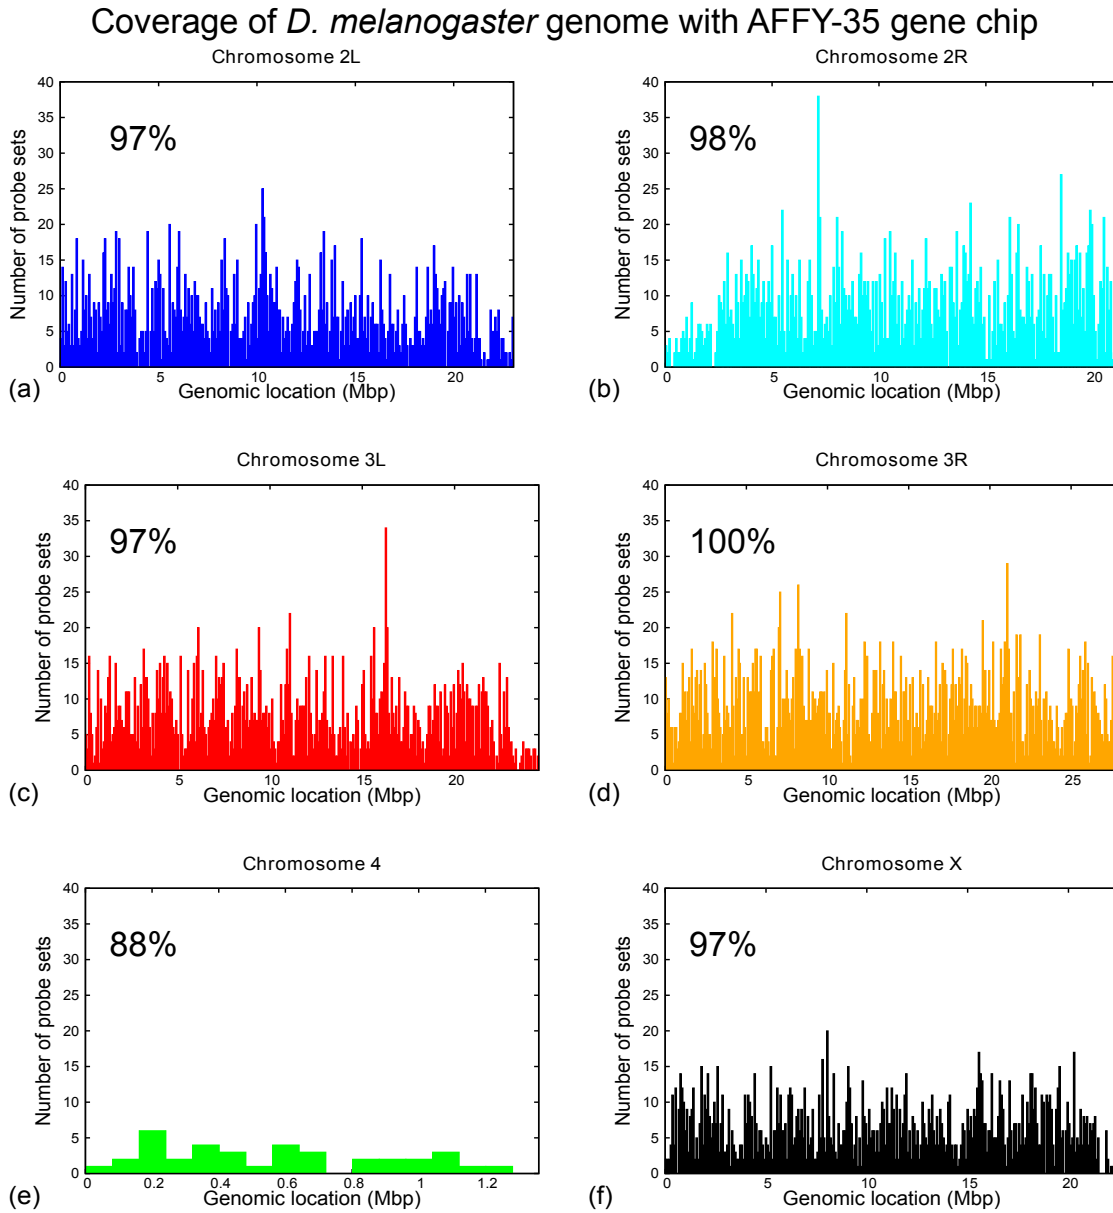 Coverage of D. melanogaster genome with AFFY-35 gene chip
Chromosome 2L
97%
Number of probe sets
0 5 10 15 20 25 30 35 40
0 5 10 15 20
Genomic location (Mbp)
(a)
Chromosome 2R
98%
Number of probe sets
0 5 10 15 20 25 30 35 40
0 5 10 15 20
Genomic location (Mbp)
(b)
Chromosome 3L
97%
Number of probe sets
0 5 10 15 20 25 30 35 40
0 5 10 15 20
Genomic location (Mbp)
(c)
Chromosome 3R
100%
Number of probe sets
0 5 10 15 20 25 30 35 40
0 5 10 15 20 25
Genomic location (Mbp)
(d)
Chromosome 4
88%
Number of probe sets
0 5 10 15 20 25 30 35 40
0 0.2 0.4 0.6 0.8 1 1.2
Genomic location (Mbp)
(e)
Chromosome X
97%
Number of probe sets
0 5 10 15 20 25 30 35 40
0 5 10 15 20
Genomic location (Mbp)
(f)